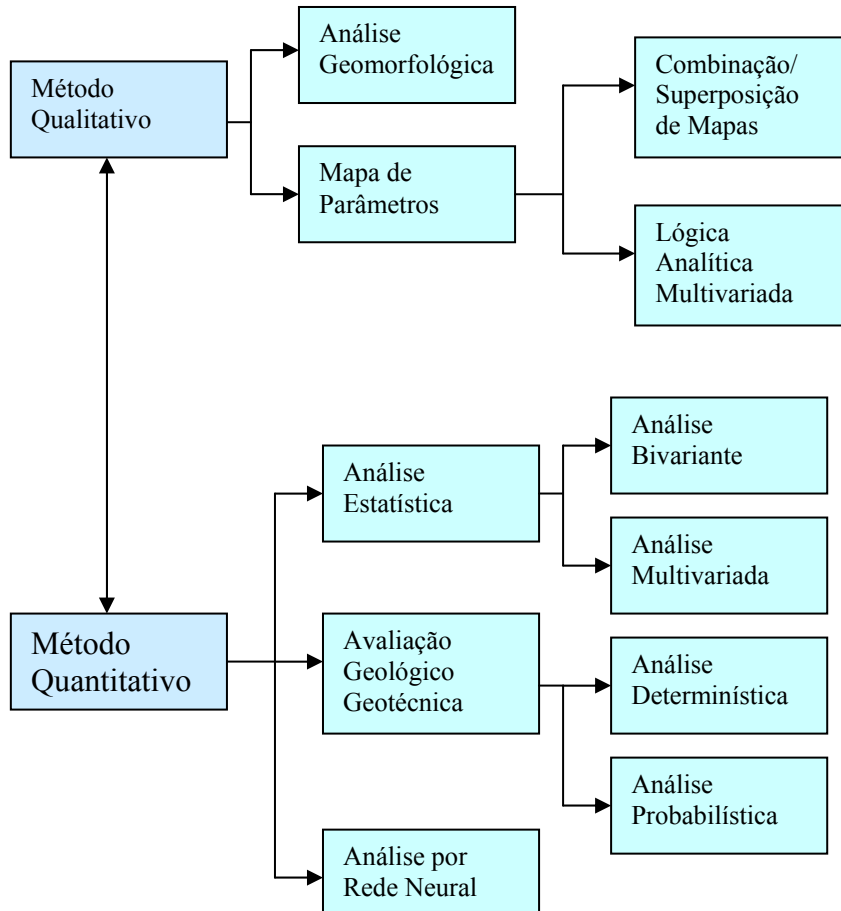 Método
Qualitativo
Análise
Geomorfológica
Mapa de
Parâmetros
Combinação/
Superposição
de Mapas
Lógica
Analítica
Multivariada
Método
Quantitativo
Análise
Estatística
Análise
Bivariante
Análise
Multivariada
Avaliação
Geológico
Geotécnica
Análise
Determinística
Análise
Probabilística
Análise por
Rede Neural